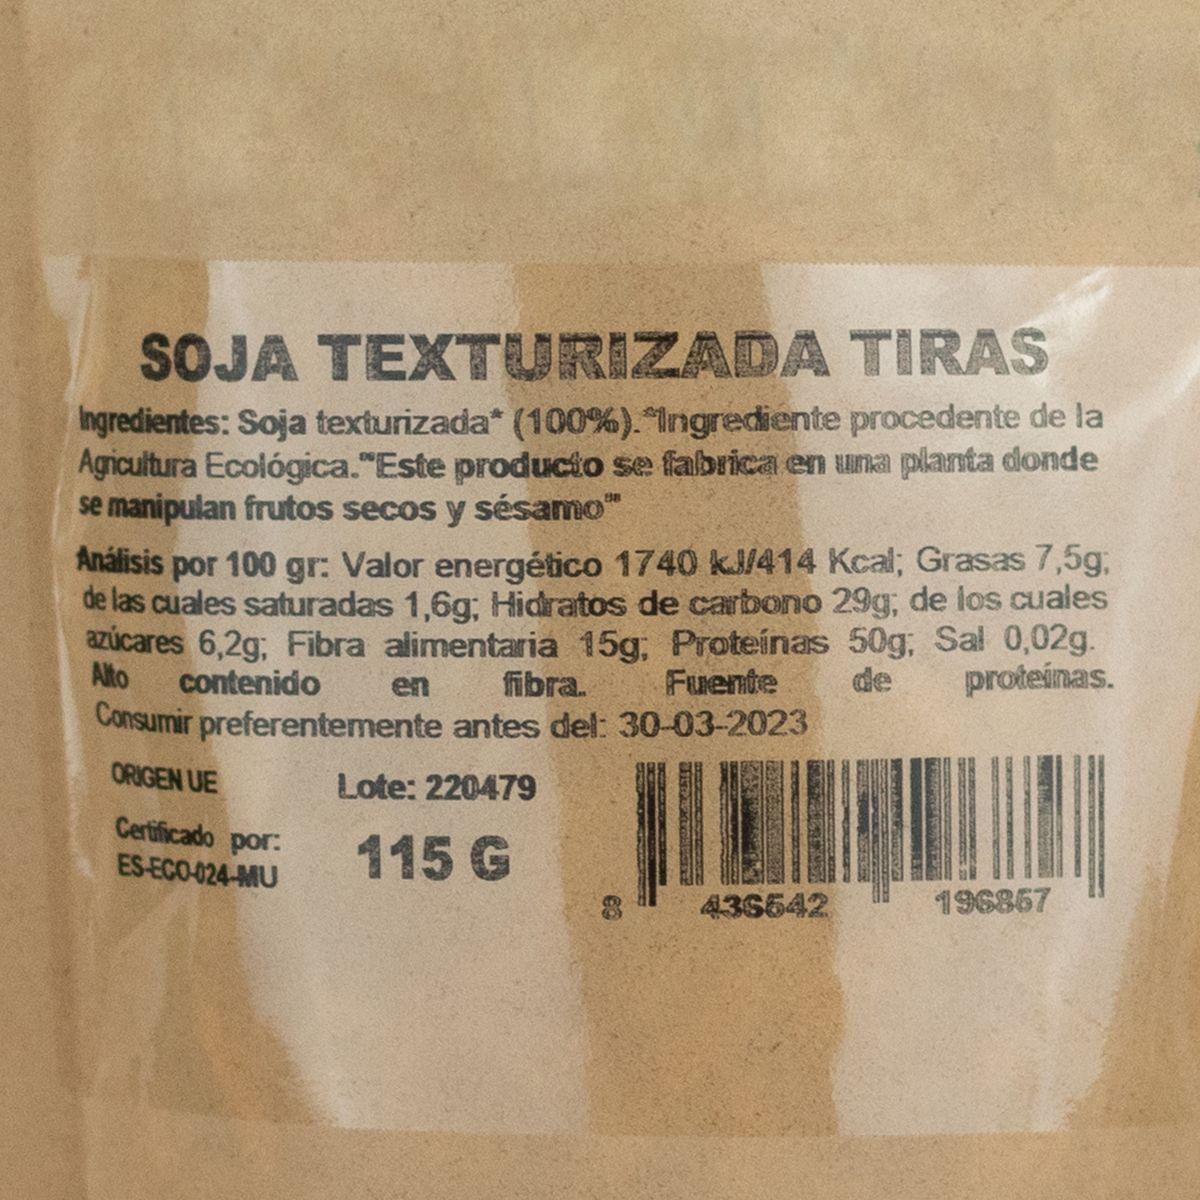 SOJA TEXTURIZADA TIRAS
Ingredientes: Soja texturizada* (100%).*Ingrediente procedente de la
Agricultura Ecológica.""Este producto se fabrica en una planta donde
se manipulan frutos secos y sésamo""
Análisis por 100 gr: Valor energético 1740 kJ/414 Kcal; Grasas 7,5g;
de las cuales saturadas 1,6g; Hidratos de carbono 29g; de los cuales
azúcares 6,2g; Fibra alimentaria 15g; Proteínas 50g; Sal 0,02g.
Alto contenido en fibra. Fuente de proteínas.
Consumir preferentemente antes del: 30-03-2023
ORIGEN UE
Lote: 220479
Certificado por:
ES-ECO-024-MU
115 G
8 436542 196857